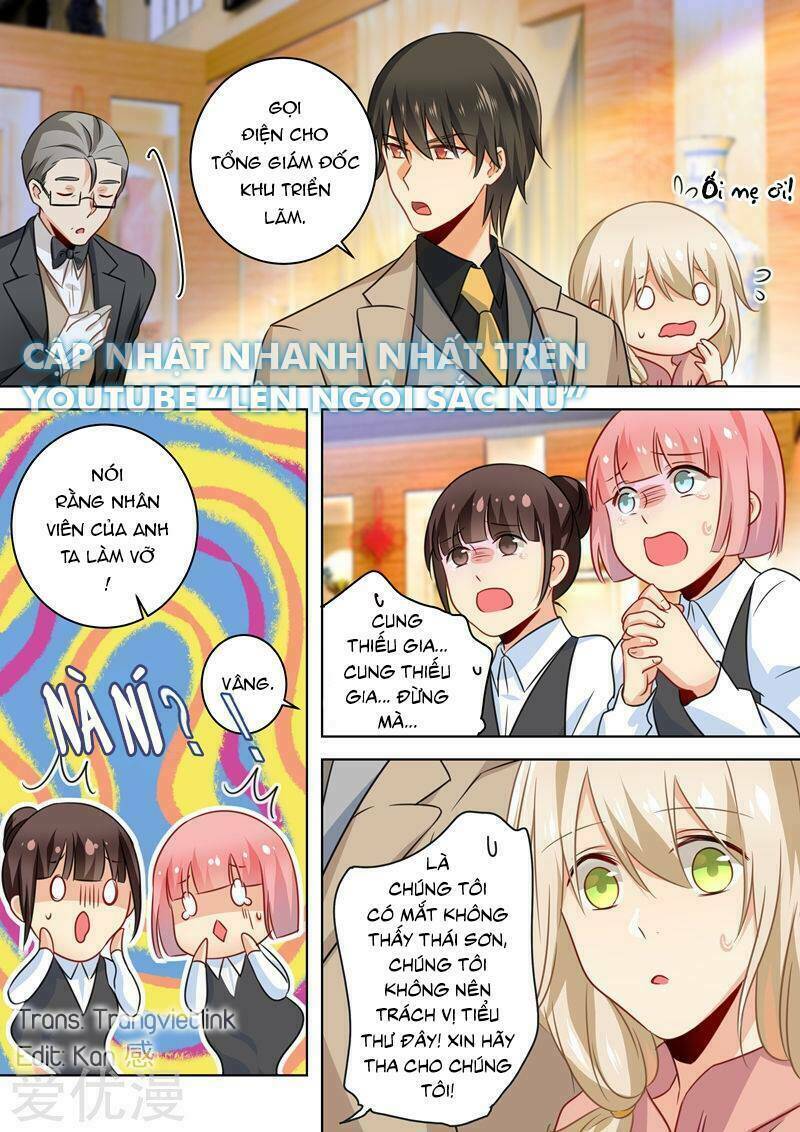 GỌI
ĐIỆN CHO
TỔNG GIÁM ĐỐC
KHU TRIỂN
LÃM.
Ối mẹ ơi!
CẬP NHẬT NHANH NHẤT TRÊN
YOUTUBE "LÊN NGÔI SẮC NỮ"
NÓI
RẰNG NHÂN
VIÊN CỦA ANH
TA LÀM VỠ
!
VÂNG.
NÀ NÍ?!
CUNG
THIẾU GIA...
CUNG THIẾU
GIA... ĐỪNG
MÀ...
LÀ
CHÚNG TÔI
CÓ MẮT KHÔNG
THẤY THÁI SƠN,
CHÚNG TÔI
KHÔNG NÊN
TRÁCH VỊ TIỂU
THƯ ĐÂY! XIN HÃY
THA CHO CHÚNG
TÔI!
Trans: Trangvietlink
Edit: Kan 感
爱优漫